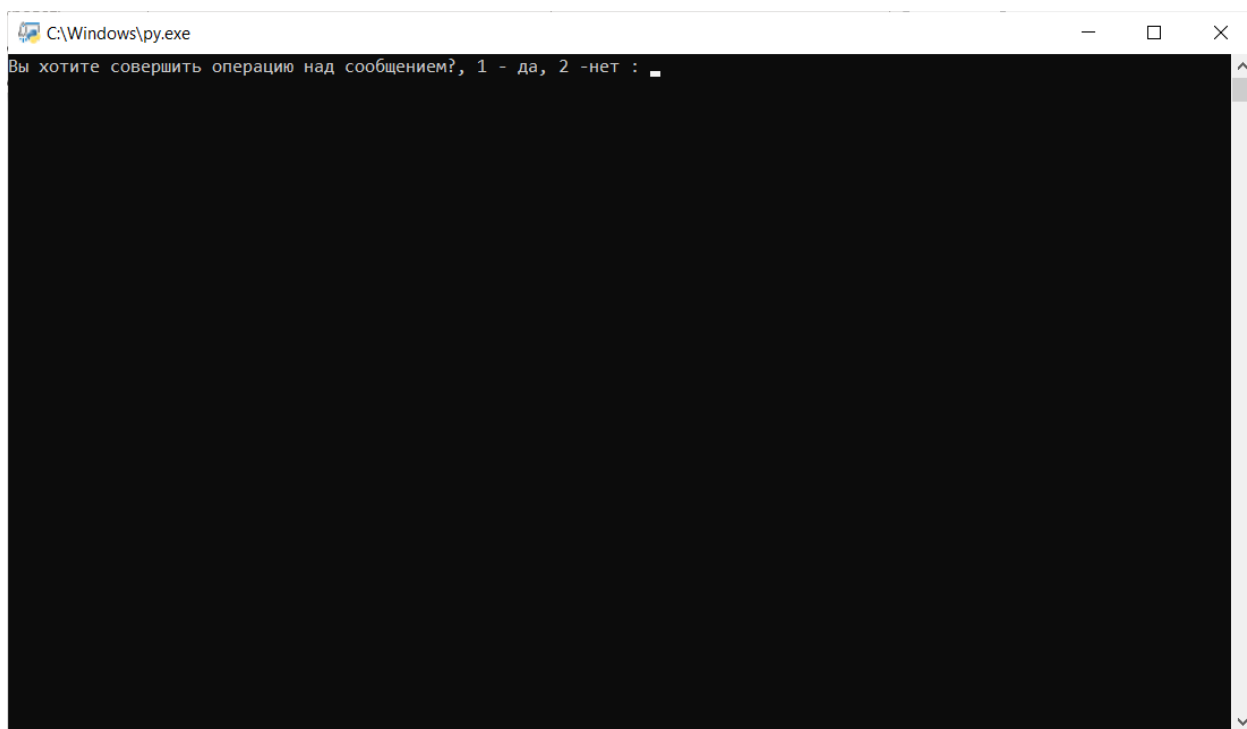 C:\Windows\py.exe
Вы хотите совершить операцию над сообщением?, 1 - да, 2 -нет :